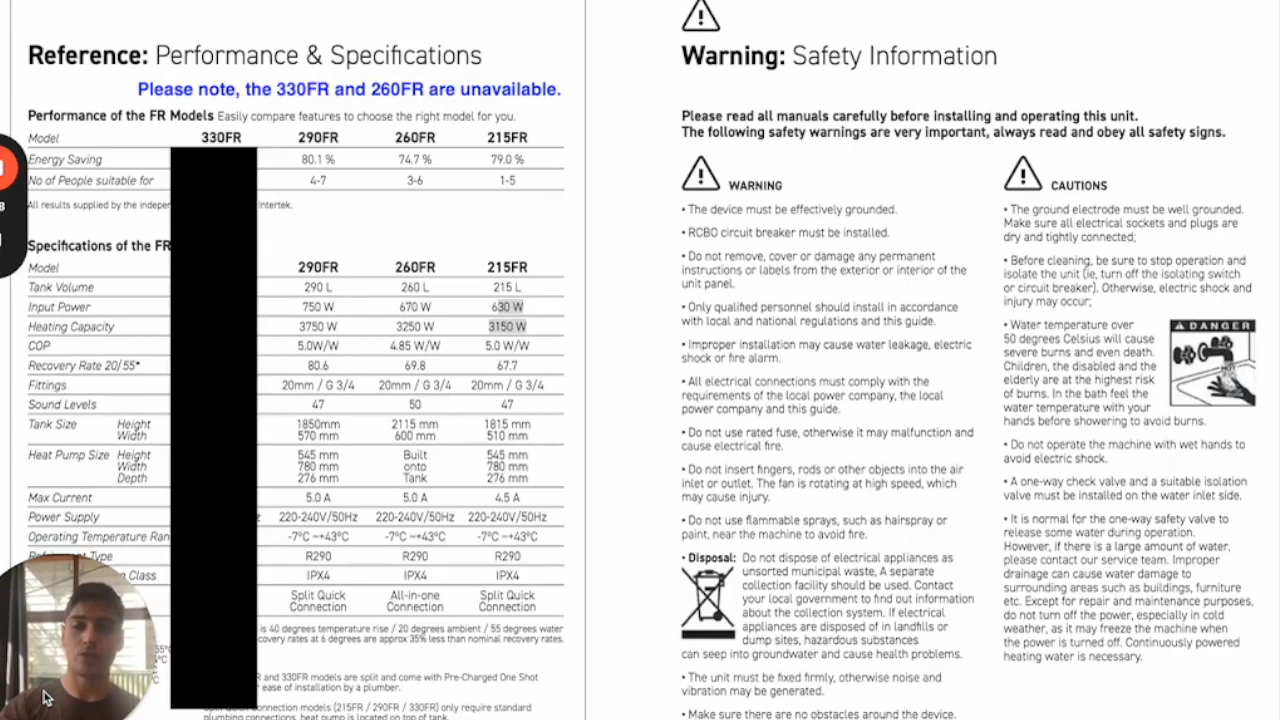 Reference: Performance & Specifications
Please note, the 330FR and 260FR are unavailable.
Performance of the FR Models Easily compare features to choose the right model for you.
Model 330FR 290FR 260FR 215FR
Energy Saving 80.1 % 74.7 % 79.0 %
No of People suitable for 4-7 3-6 1-5
All results supplied by the Intertek.
Specifications of the FR
Model 290FR 260FR 215FR
Tank Volume 290 L 260 L 215 L
Input Power 750 W 670 W 630 W
Heating Capacity 3750 W 3250 W 3150 W
COP 5.0W/W 4.85 W/W 5.0 W/W
Recovery Rate 20/55* 80.6 69.8 67.7
Fittings 20mm / G 3/4 20mm / G 3/4 20mm / G 3/4
Sound Levels 47 50 47
Tank Size Height 1850mm 2115 mm 1815 mm
Width 570 mm 600 mm 510 mm
Heat Pump Size Height 545 mm Built 545 mm
Width 780 mm onto 780 mm
Depth 276 mm Tank 276 mm
Max Current 5.0 A 5.0 A 4.5 A
Power Supply 220-240V/50Hz 220-240V/50Hz 220-240V/50Hz
Operating Temperature Ran -7°C ~+43°C -7°C ~+43°C -7°C ~+43°C
Type R290 R290 R290
Class IPX4 IPX4 IPX4
Split Quick All-in-one Split Quick
Connection Connection Connection
is 40 degrees temperature rise / 20 degrees ambient / 55 degrees water
covery rates at 6 degrees are approx 35% less than nominal recovery rates.
R and 330FR models are split and come with Pre-Charged One Shot
ease of installation by a plumber.
connection models (215FR / 290FR / 330FR) only require standard
plumbing connections, heat pump is located on top of tank.
Warning: Safety Information
Please read all manuals carefully before installing and operating this unit.
The following safety warnings are very important, always read and obey all safety signs.
WARNING
• The device must be effectively grounded.
• RCBO circuit breaker must be installed.
• Do not remove, cover or damage any permanent
instructions or labels from the exterior or interior of the
unit panel.
• Only qualified personnel should install in accordance
with local and national regulations and this guide.
• Improper installation may cause water leakage, electric
shock or fire alarm.
• All electrical connections must comply with the
requirements of the local power company, the local
power company and this guide.
• Do not use rated fuse, otherwise it may malfunction and
cause electrical fire.
• Do not insert fingers, rods or other objects into the air
inlet or outlet. The fan is rotating at high speed, which
may cause injury.
• Do not use flammable sprays, such as hairspray or
paint, near the machine to avoid fire.
• Disposal: Do not dispose of electrical appliances as
unsorted municipal waste, A separate
collection facility should be used. Contact
your local government to find out information
about the collection system. If electrical
appliances are disposed of in landfills or
dump sites, hazardous substances
can seep into groundwater and cause health problems.
• The unit must be fixed firmly, otherwise noise and
vibration may be generated.
• Make sure there are no obstacles around the device.
CAUTIONS
• The ground electrode must be well grounded.
Make sure all electrical sockets and plugs are
dry and tightly connected;
• Before cleaning, be sure to stop operation and
isolate the unit (ie, turn off the isolating switch
or circuit breaker). Otherwise, electric shock and
injury may occur;
• Water temperature over
50 degrees Celsius will cause
severe burns and even death.
Children, the disabled and the
elderly are at the highest risk
of burns. In the bath feel the
water temperature with your
hands before showering to avoid burns.
DANGER
HOT
• Do not operate the machine with wet hands to
avoid electric shock.
• A one-way check valve and a suitable isolation
valve must be installed on the water inlet side.
• It is normal for the one-way safety valve to
release some water during operation.
However, if there is a large amount of water,
please contact our service team. Improper
drainage can cause water damage to
surrounding areas such as buildings, furniture
etc. Except for repair and maintenance purposes,
do not turn off the power, especially in cold
weather, as it may freeze the machine when
the power is turned off. Continuously powered
heating water is necessary.